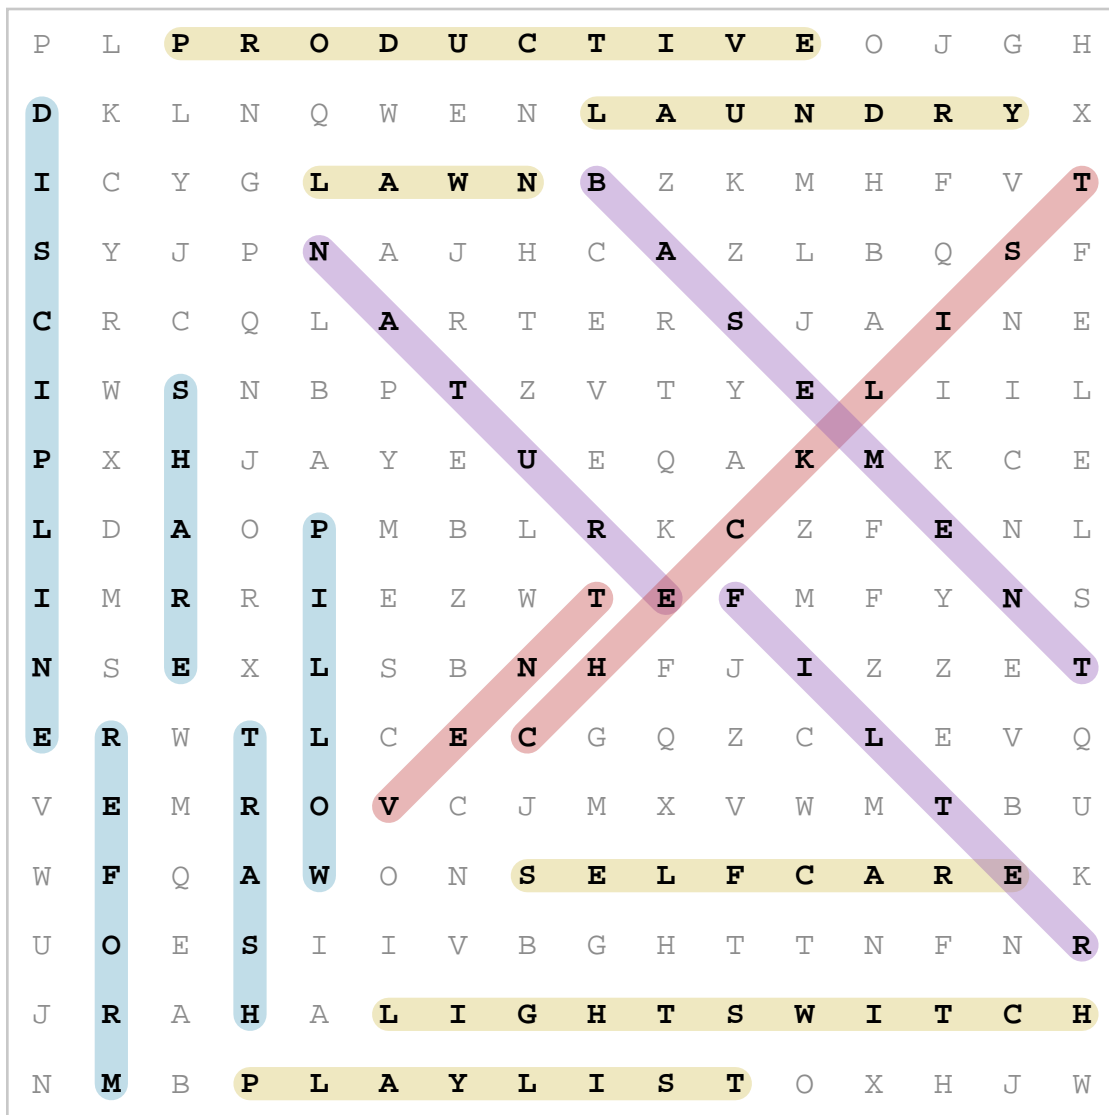 P L P R O D U C T I V E O J G H
D K L N Q W E N L A U N D R Y X
I C Y G L A W N B Z K M H F V T
S Y J P N A J H C A Z L B Q S F
C R C Q L A R T E R S J A I N E
I W S N B P T Z V T Y E L I I L
P X H J A Y E U E Q A K M K C E
L D A O P M B L R K C Z F E N L
I M R R I E Z W T E F M F Y N S
N S E X L S B N H F J I Z Z E T
E R W T L C E C G Q Z C L E V Q
V E M R O V C J M X V W M T B U
W F Q A W O N S E L F C A R E K
U O E S I I V B G H T T N F N R
J R A H A L I G H T S W I T C H
N M B P L A Y L I S T O X H J W